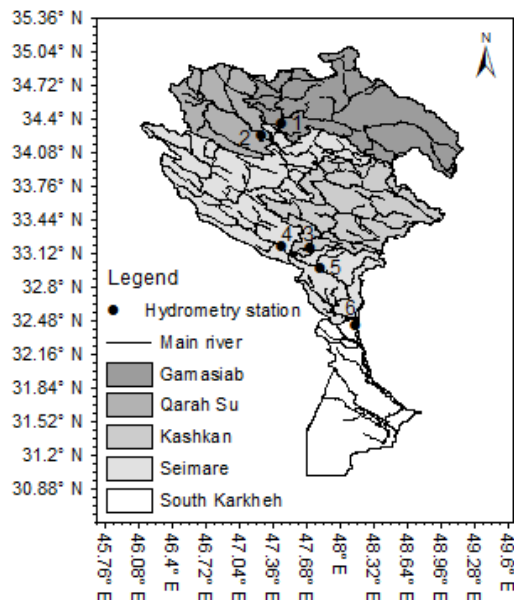 35.36° N
35.04° N
34.72° N
34.4° N
34.08° N
33.76° N
33.44° N
33.12° N
32.8° N
32.48° N
32.16° N
31.84° N
31.52° N
31.2° N
30.88° N
N
1
2
4 3
5
6
Legend
Hydrometry station
Main river
Gamasiab
Qarah Su
Kashkan
Seimare
South Karkheh
45.76° E
46.08° E
46.4° E
46.72° E
47.04° E
47.36° E
47.68° E
48° E
48.32° E
48.64° E
48.96° E
49.28° E
49.6° E